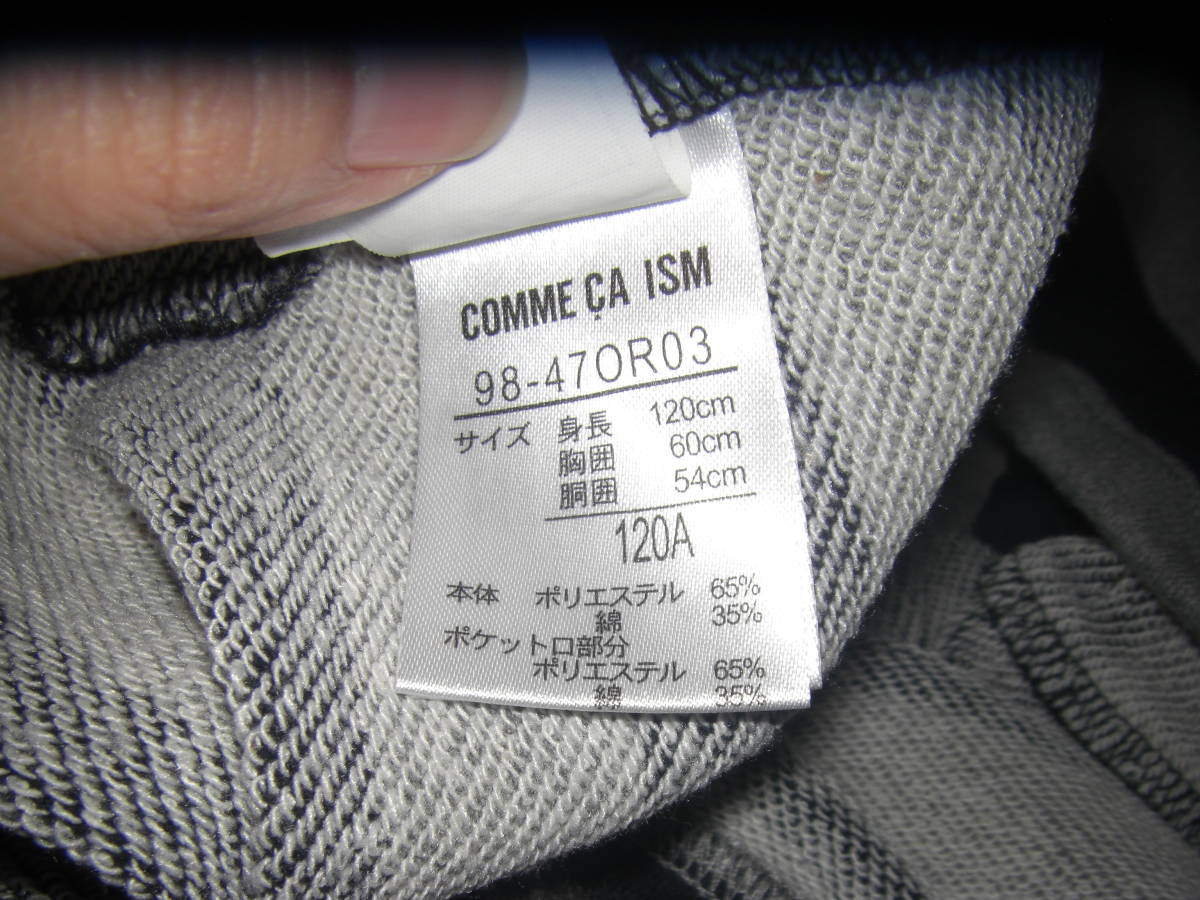 COMME ÇA ISM
98-47OR03
サイズ 身長 120cm
胸囲 60cm
胴囲 54cm
120A
本体 ポリエステル 65%
綿 35%
ポケット口部分
ポリエステル 65%
綿 35%